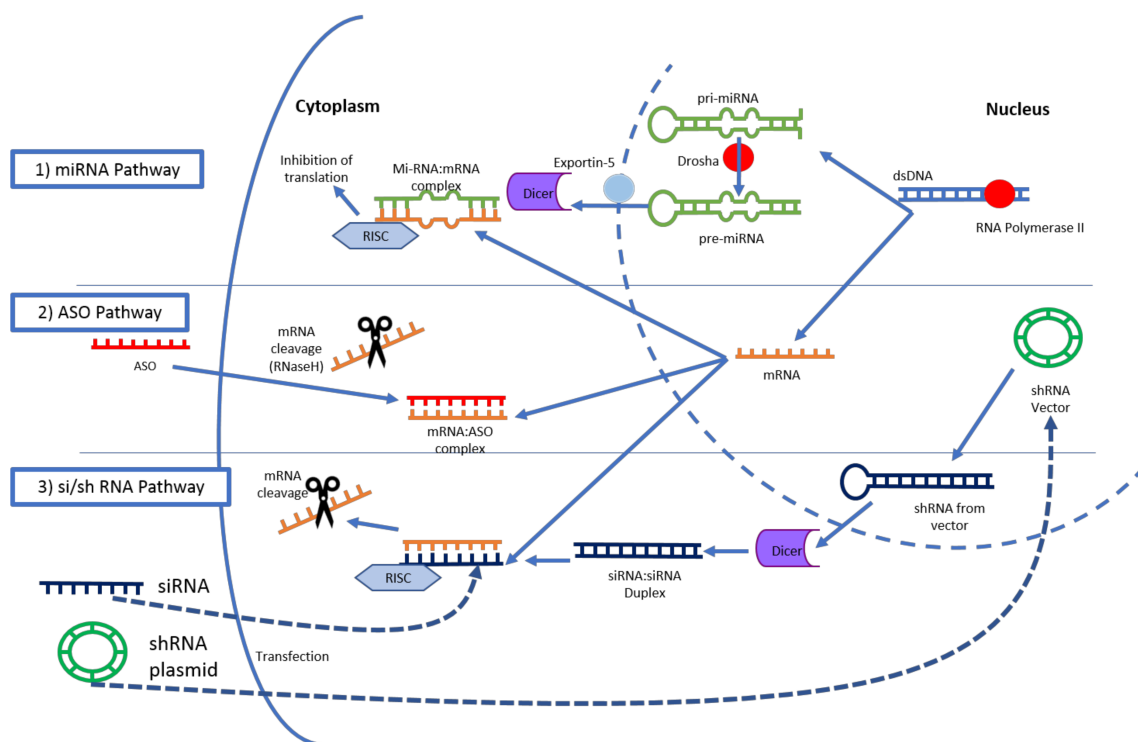 Cytoplasm
Nucleus
1) miRNA Pathway
Inhibition of
translation
Mi-RNA:mRNA
complex
RISC
Dicer
Exportin-5
pri-miRNA
Drosha
pre-miRNA
dsDNA
RNA Polymerase II
2) ASO Pathway
ASO
mRNA
cleavage
(RNaseH)
mRNA:ASO
complex
mRNA
shRNA
Vector
3) si/sh RNA Pathway
mRNA
cleavage
RISC
siRNA:siRNA
Duplex
Dicer
shRNA from
vector
siRNA
shRNA
plasmid
Transfection